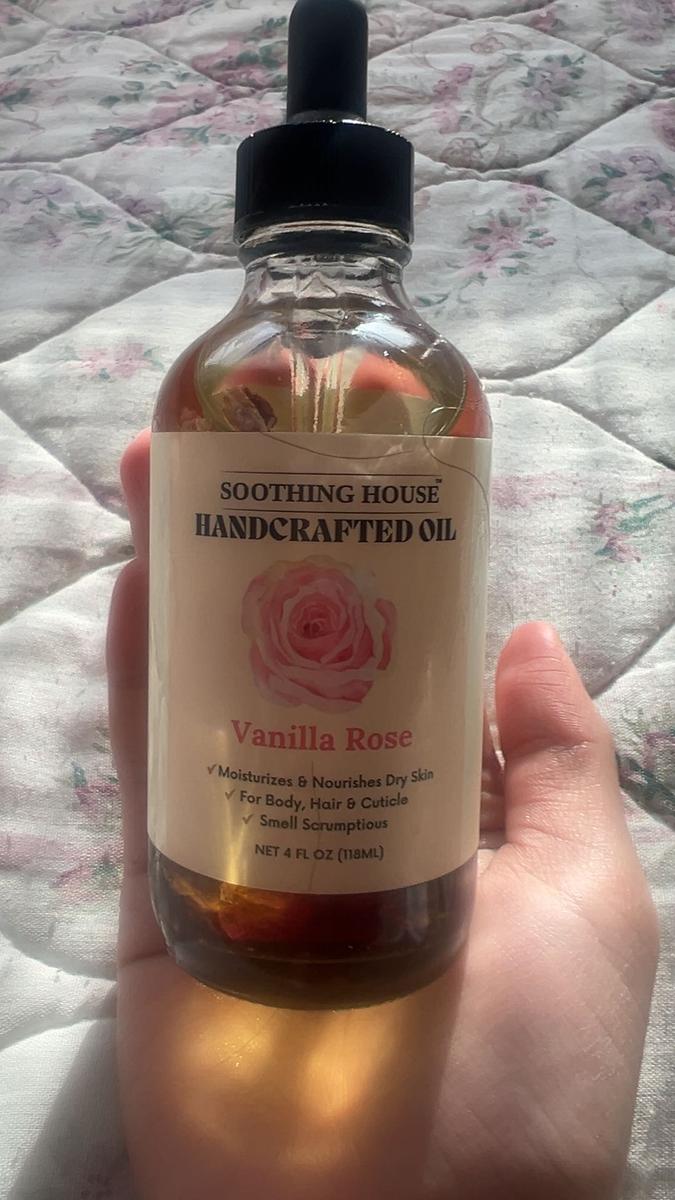 SOOTHING HOUSE™
HANDCRAFTED OIL
Vanilla Rose
✓Moisturizes & Nourishes Dry Skin
✓ For Body, Hair & Cuticle
✓ Smell Scrumptious
NET 4 FL OZ (118ML)